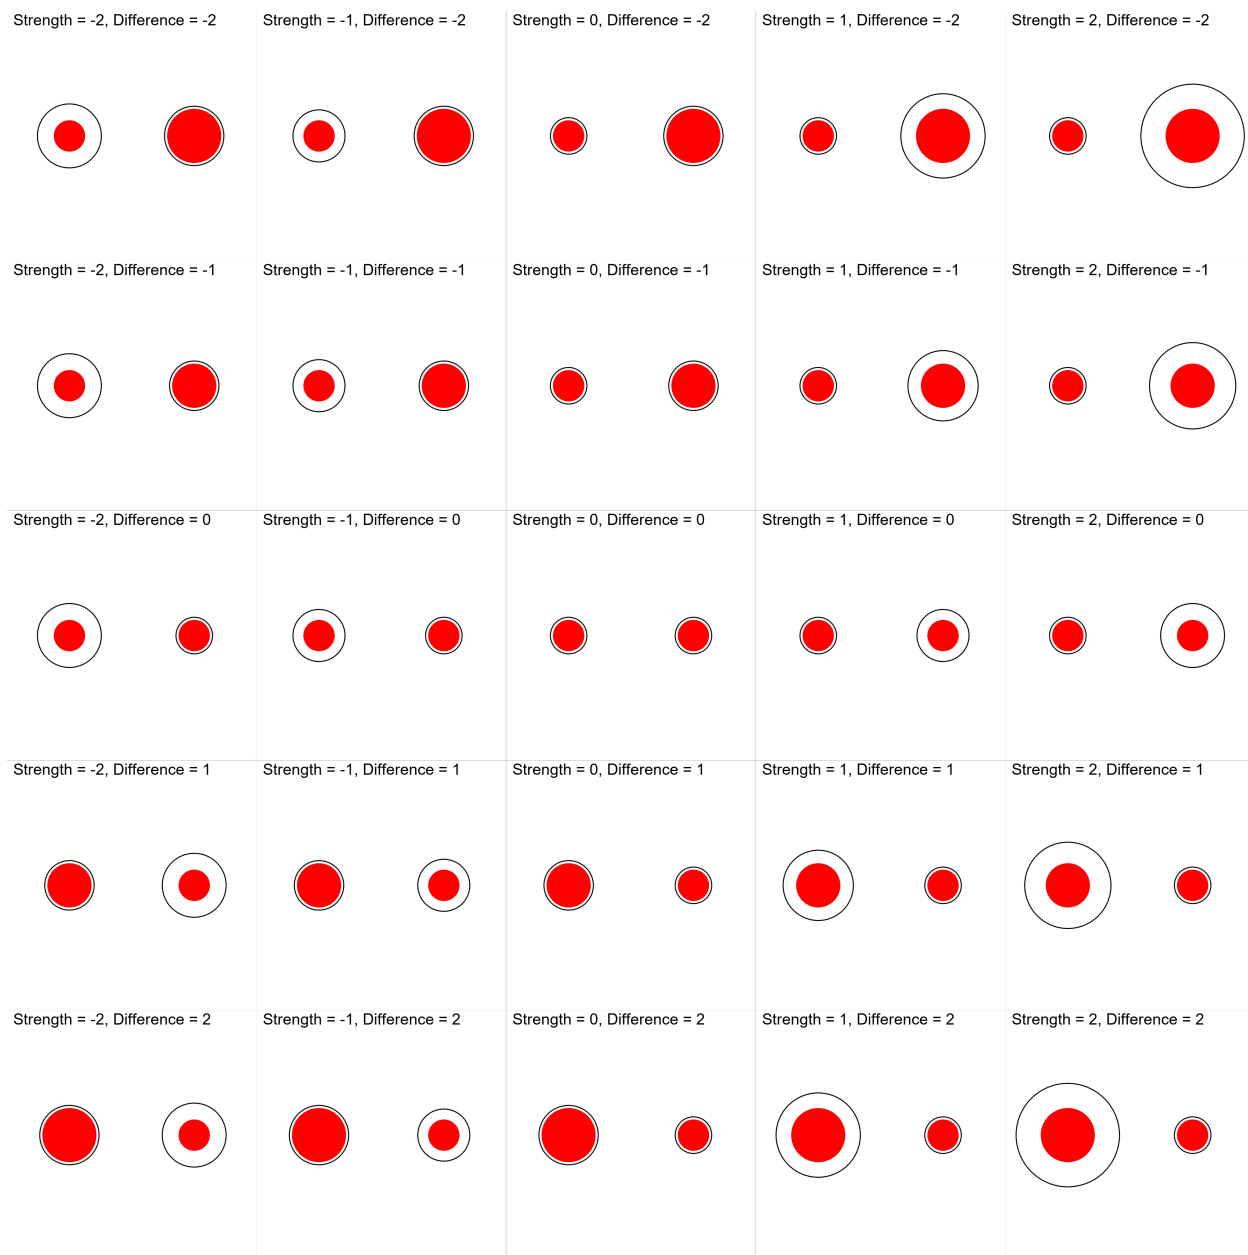 Strength = -2, Difference = -2
Strength = -1, Difference = -2
Strength = 0, Difference = -2
Strength = 1, Difference = -2
Strength = 2, Difference = -2
Strength = -2, Difference = -1
Strength = -1, Difference = -1
Strength = 0, Difference = -1
Strength = 1, Difference = -1
Strength = 2, Difference = -1
Strength = -2, Difference = 0
Strength = -1, Difference = 0
Strength = 0, Difference = 0
Strength = 1, Difference = 0
Strength = 2, Difference = 0
Strength = -2, Difference = 1
Strength = -1, Difference = 1
Strength = 0, Difference = 1
Strength = 1, Difference = 1
Strength = 2, Difference = 1
Strength = -2, Difference = 2
Strength = -1, Difference = 2
Strength = 0, Difference = 2
Strength = 1, Difference = 2
Strength = 2, Difference = 2